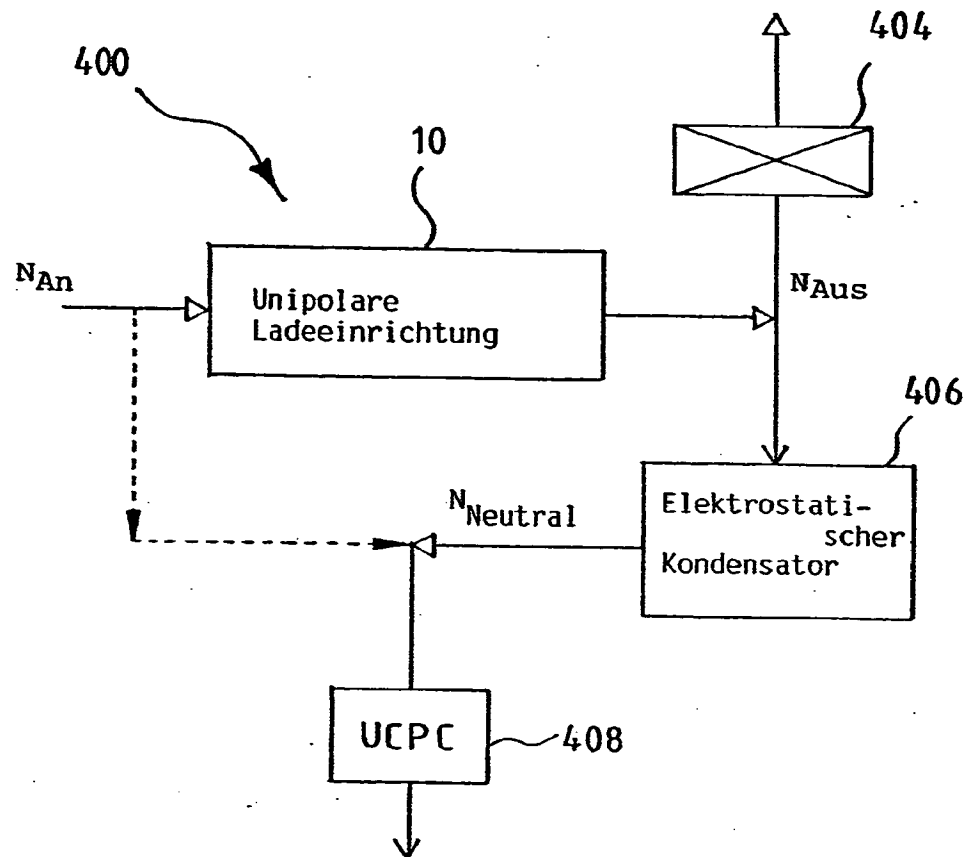 404
400
10
N_An
Unipolare
Ladeeinrichtung
N_Aus
406
N_Neutral
Elektrostati-
scher
Kondensator
UCPC
408